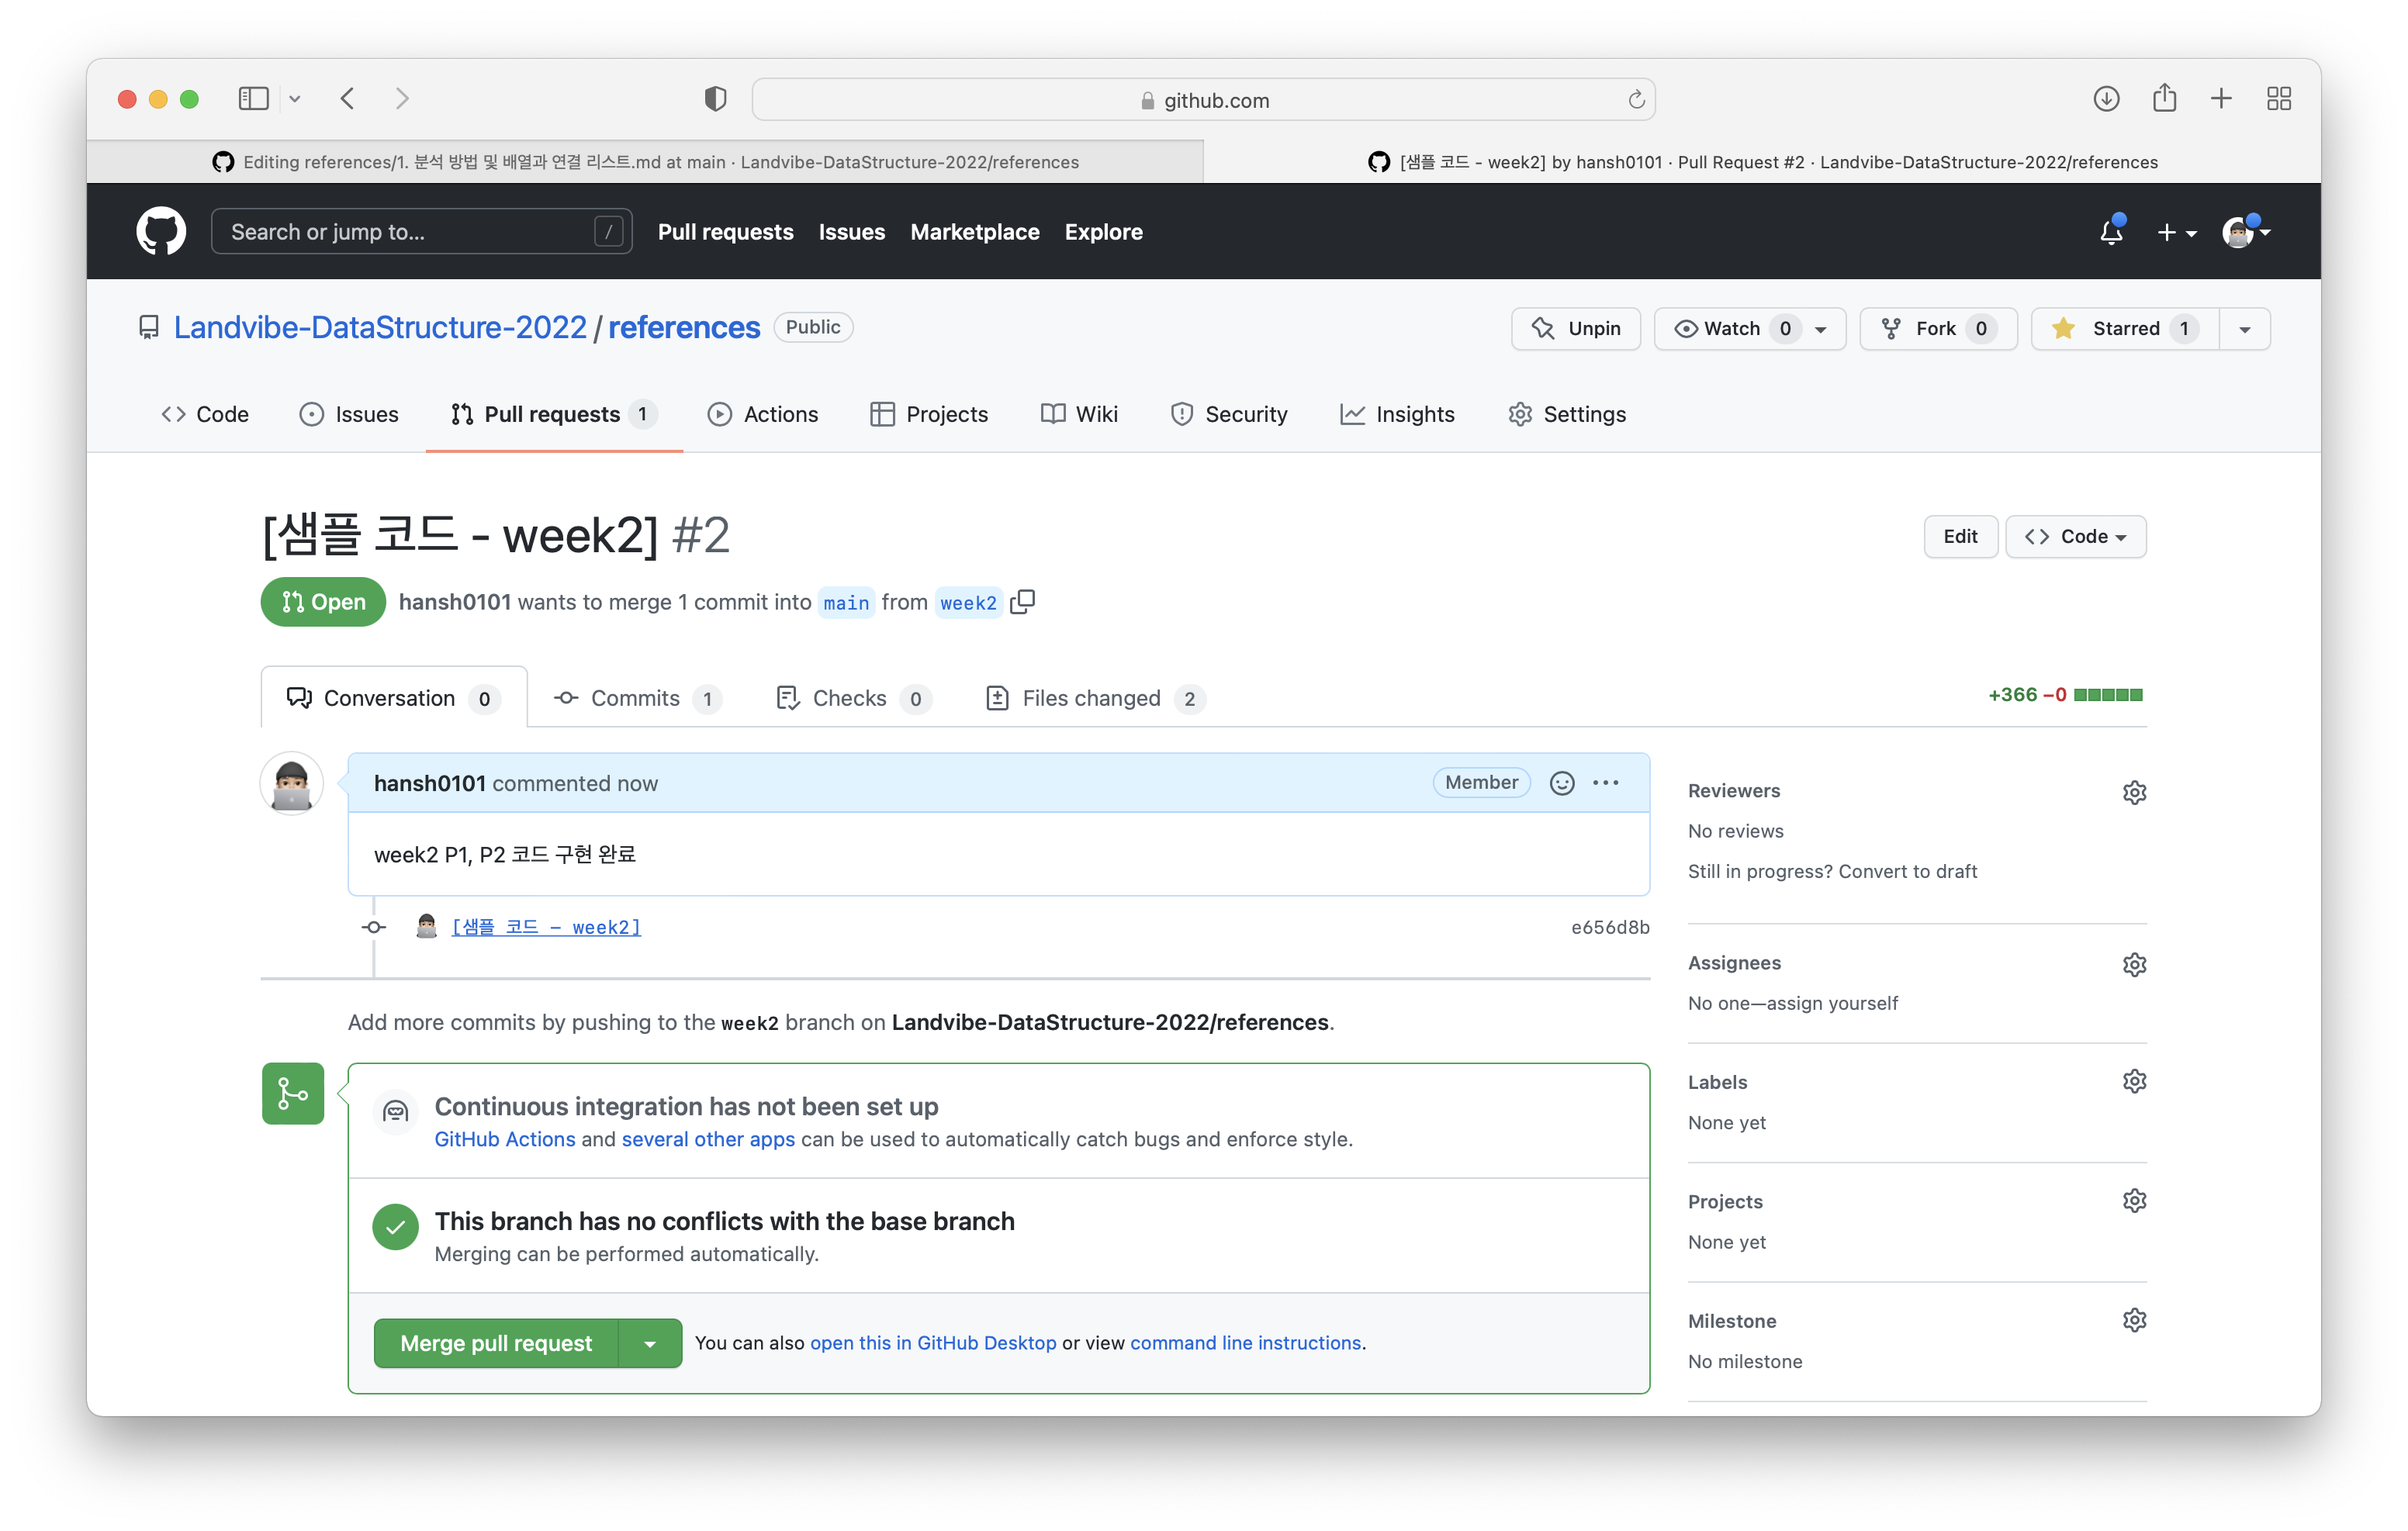 github.com
Editing references/1. 분석 방법 및 배열과 연결 리스트.md at main · Landvibe-DataStructure-2022/references
[샘플 코드 - week2] by hansh0101 · Pull Request #2 · Landvibe-DataStructure-2022/references
Search or jump to... /
Pull requests Issues Marketplace Explore
Landvibe-DataStructure-2022 / references Public
Unpin Watch 0 Fork 0 Starred 1
Code Issues Pull requests 1 Actions Projects Wiki Security Insights Settings
[샘플 코드 - week2] #2
Edit Code
Open hansh0101 wants to merge 1 commit into main from week2
Conversation 0 Commits 1 Checks 0 Files changed 2
+366 −0
hansh0101 commented now
Member
week2 P1, P2 코드 구현 완료
[샘플 코드 - week2]
e656d8b
Add more commits by pushing to the week2 branch on Landvibe-DataStructure-2022/references.
Continuous integration has not been set up
GitHub Actions and several other apps can be used to automatically catch bugs and enforce style.
This branch has no conflicts with the base branch
Merging can be performed automatically.
Merge pull request
You can also open this in GitHub Desktop or view command line instructions.
Reviewers
No reviews
Still in progress? Convert to draft
Assignees
No one—assign yourself
Labels
None yet
Projects
None yet
Milestone
No milestone